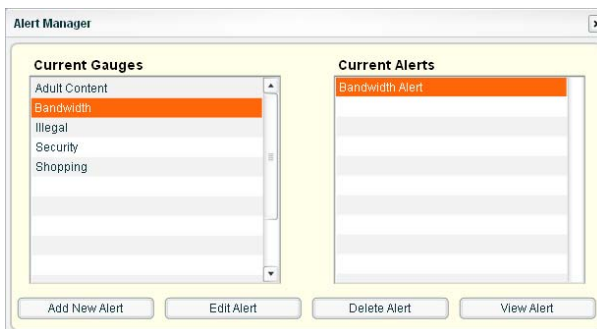 Alert Manager
Current Gauges
Adult Content
Bandwidth
Illegal
Security
Shopping
Current Alerts
Bandwidth Alert
Add New Alert
Edit Alert
Delete Alert
View Alert